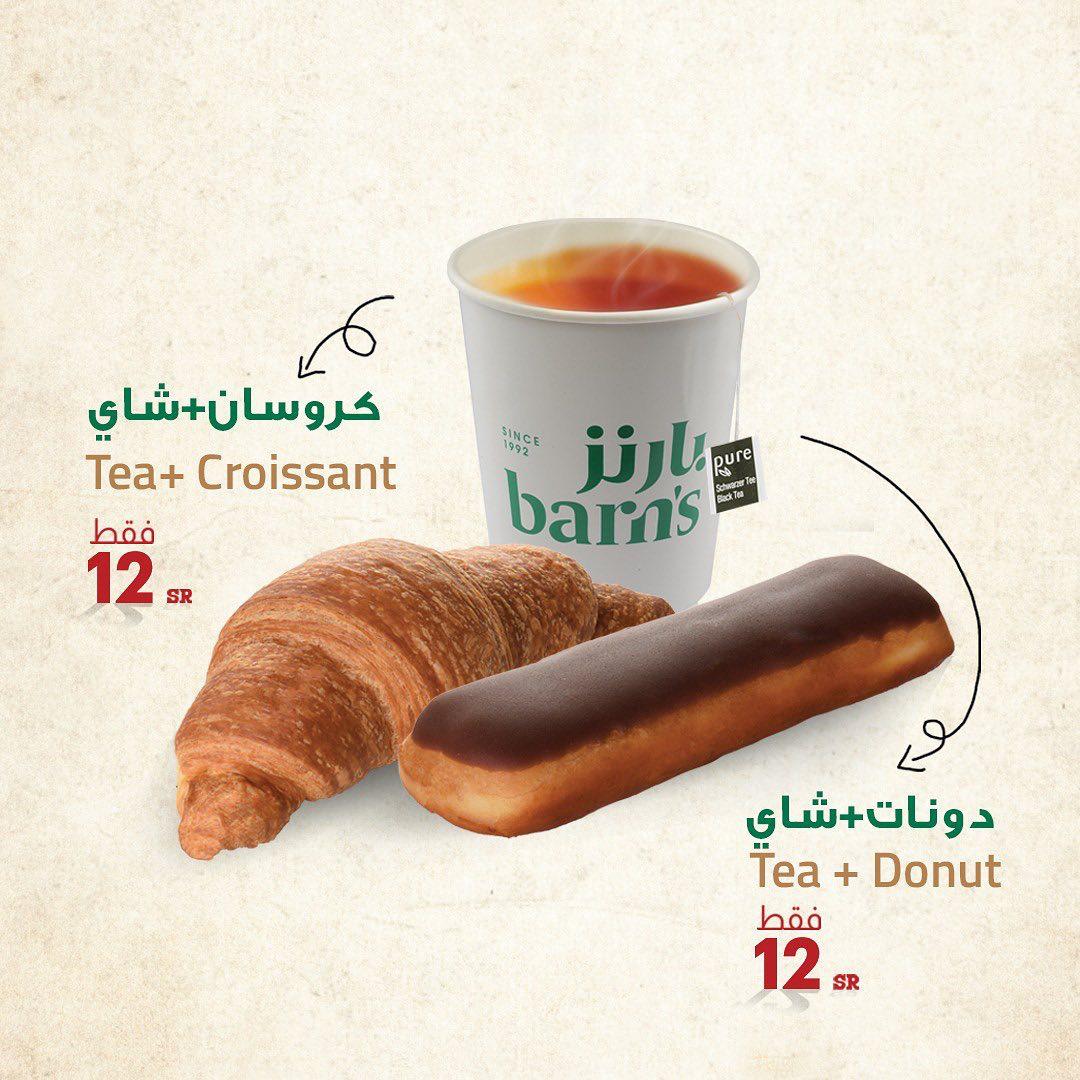 SINCE
1992
بارنز
barn's
pure
Schwarzer Tee
Black Tea
كروسان+شاي
Tea+ Croissant
فقط
12 SR
دونات+شاي
Tea + Donut
فقط
12 SR